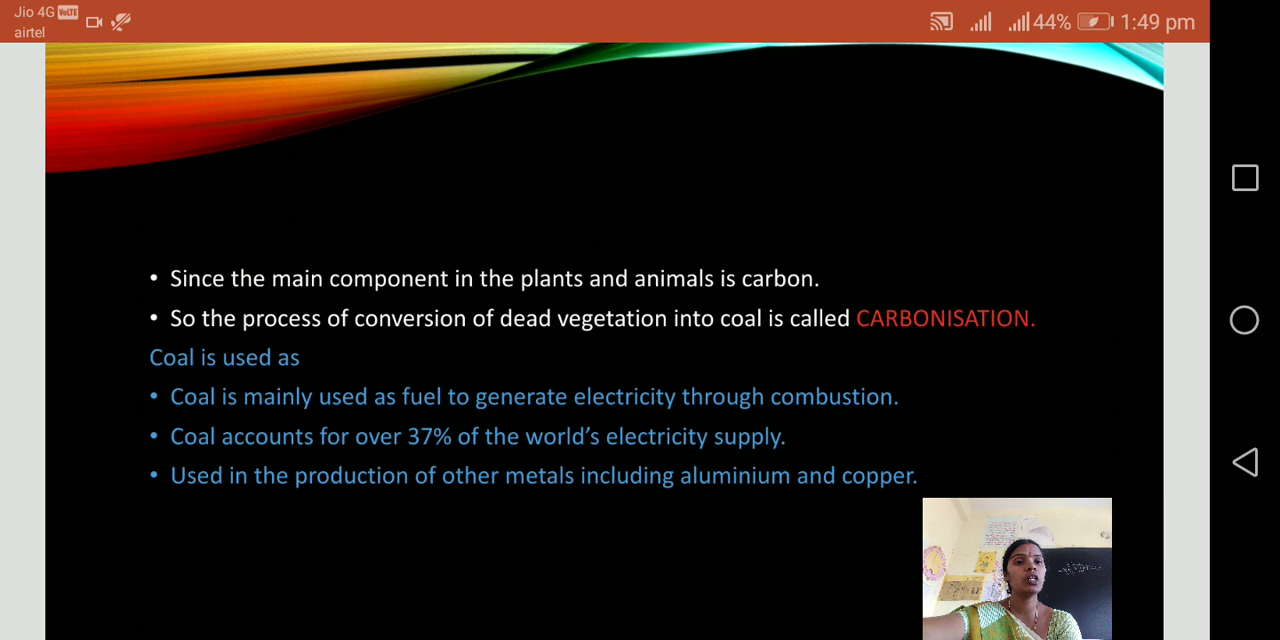 Jio 4G VoLTE
airtel
44% 1:49 pm
• Since the main component in the plants and animals is carbon.
• So the process of conversion of dead vegetation into coal is called CARBONISATION.
Coal is used as
• Coal is mainly used as fuel to generate electricity through combustion.
• Coal accounts for over 37% of the world’s electricity supply.
• Used in the production of other metals including aluminium and copper.